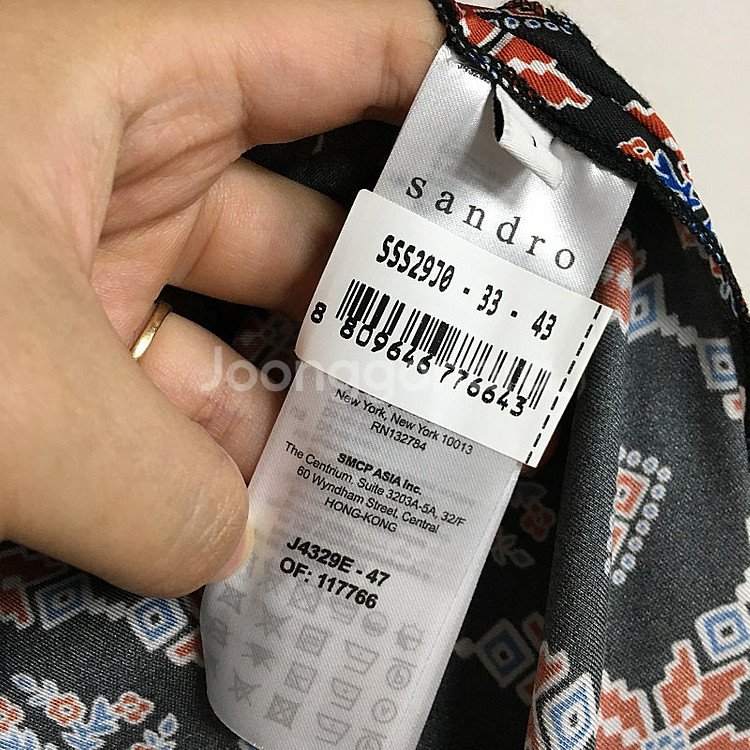 sandro
SSS29J0 - 33 - 43
8 809646 776643
New York, New York 10013
RN132784
SMCP ASIA Inc.
The Centrium, Suite 3203A-5A, 32/F
60 Wyndham Street, Central
HONG-KONG
J4329E - 47
OF: 117766